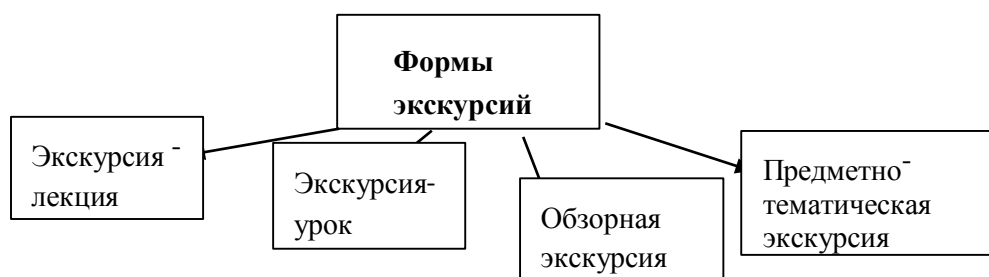 Формы
экскурсий
Экскурсия -
лекция
Экскурсия-
урок
Обзорная
экскурсия
Предметно-
тематическая
экскурсия